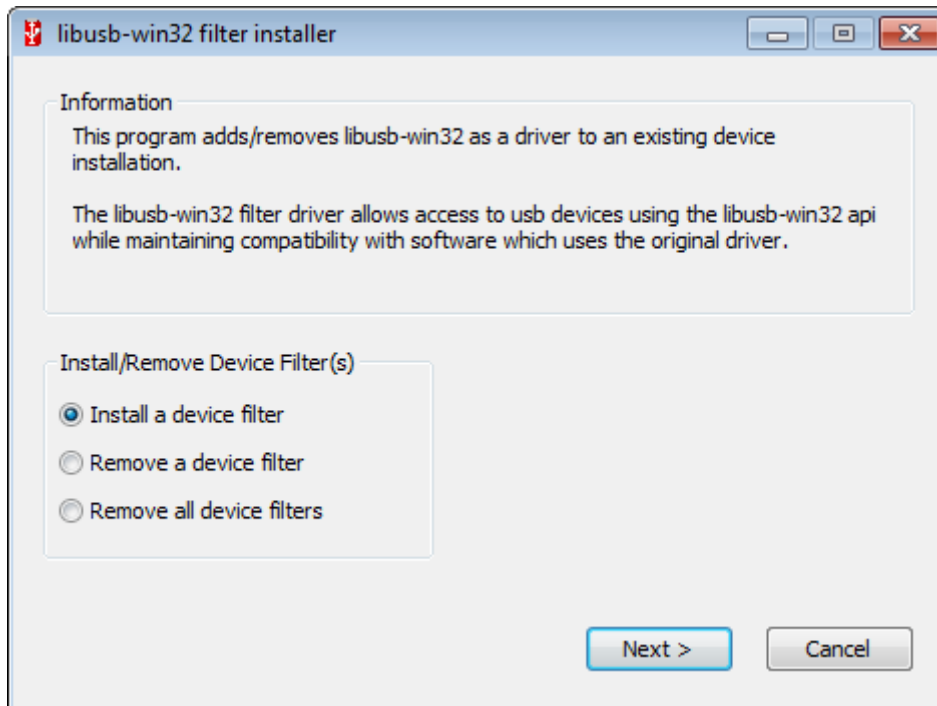 libusb-win32 filter installer
Information
This program adds/removes libusb-win32 as a driver to an existing device
installation.
The libusb-win32 filter driver allows access to usb devices using the libusb-win32 api
while maintaining compatibility with software which uses the original driver.
Install/Remove Device Filter(s)
Install a device filter
Remove a device filter
Remove all device filters
Next >
Cancel